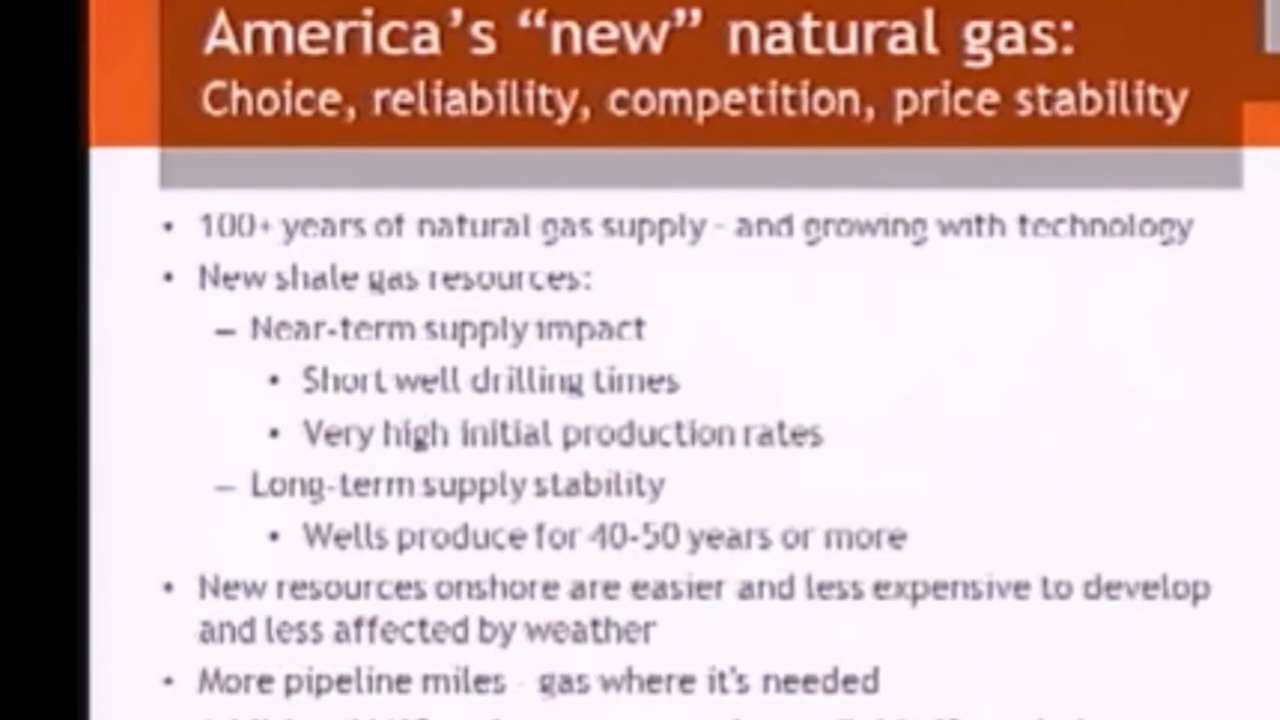 America's “new” natural gas:
Choice, reliability, competition, price stability
• 100+ years of natural gas supply - and growing with technology
• New shale gas resources:
– Near-term supply impact
• Short well drilling times
• Very high initial production rates
– Long-term supply stability
• Wells produce for 40-50 years or more
• New resources onshore are easier and less expensive to develop
and less affected by weather
• More pipeline miles - gas where it's needed